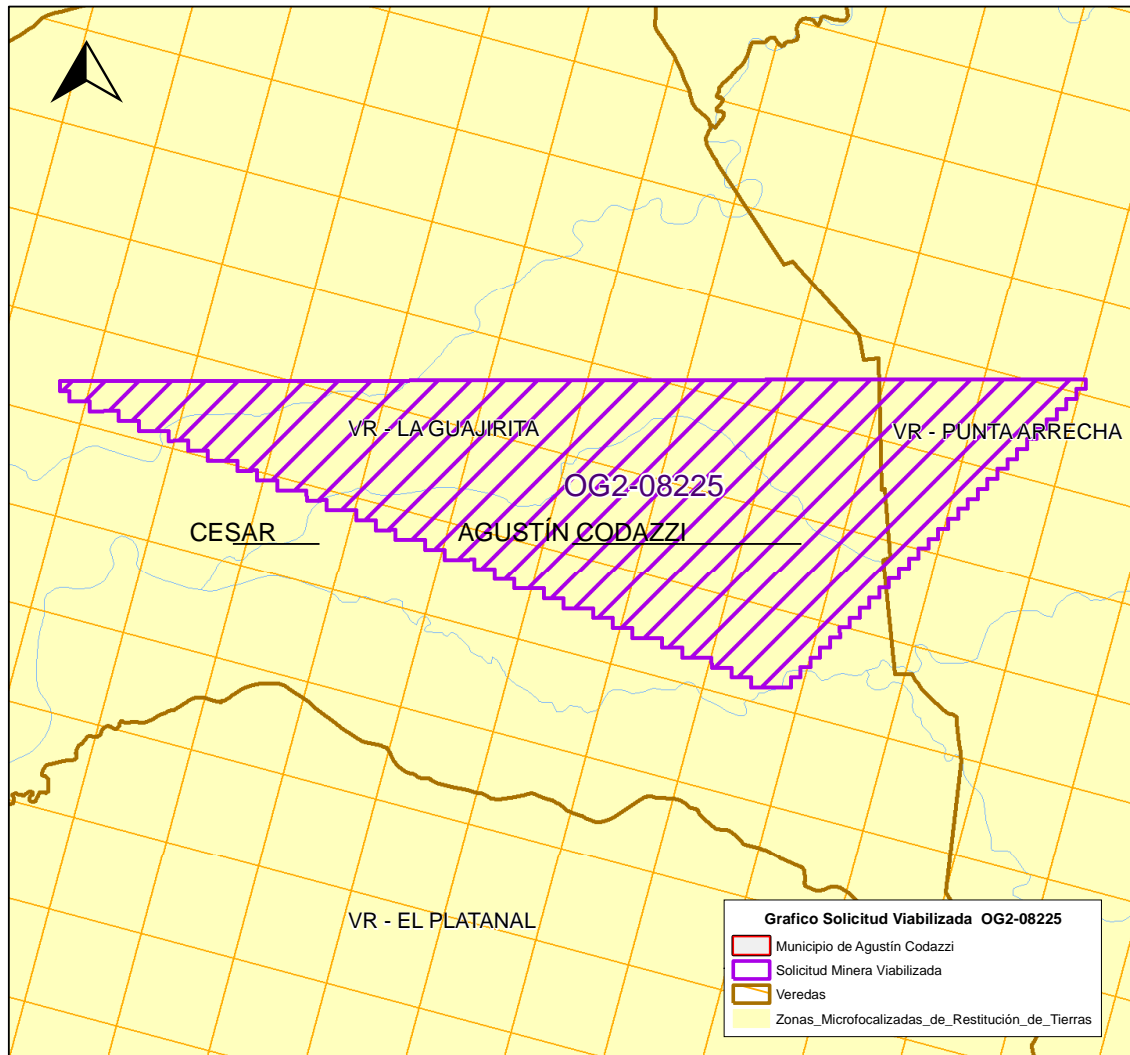 VR - LA GUAJIRITA
VR - PUNTA ARRECHA
OG2-08225
CESAR
AGUSTÍN CODAZZI
VR - EL PLATANAL
Grafico Solicitud Viabilizada OG2-08225
Municipio de Agustín Codazzi
Solicitud Minera Viabilizada
Veredas
Zonas_Microfocalizadas_de_Restitución_de_Tierras